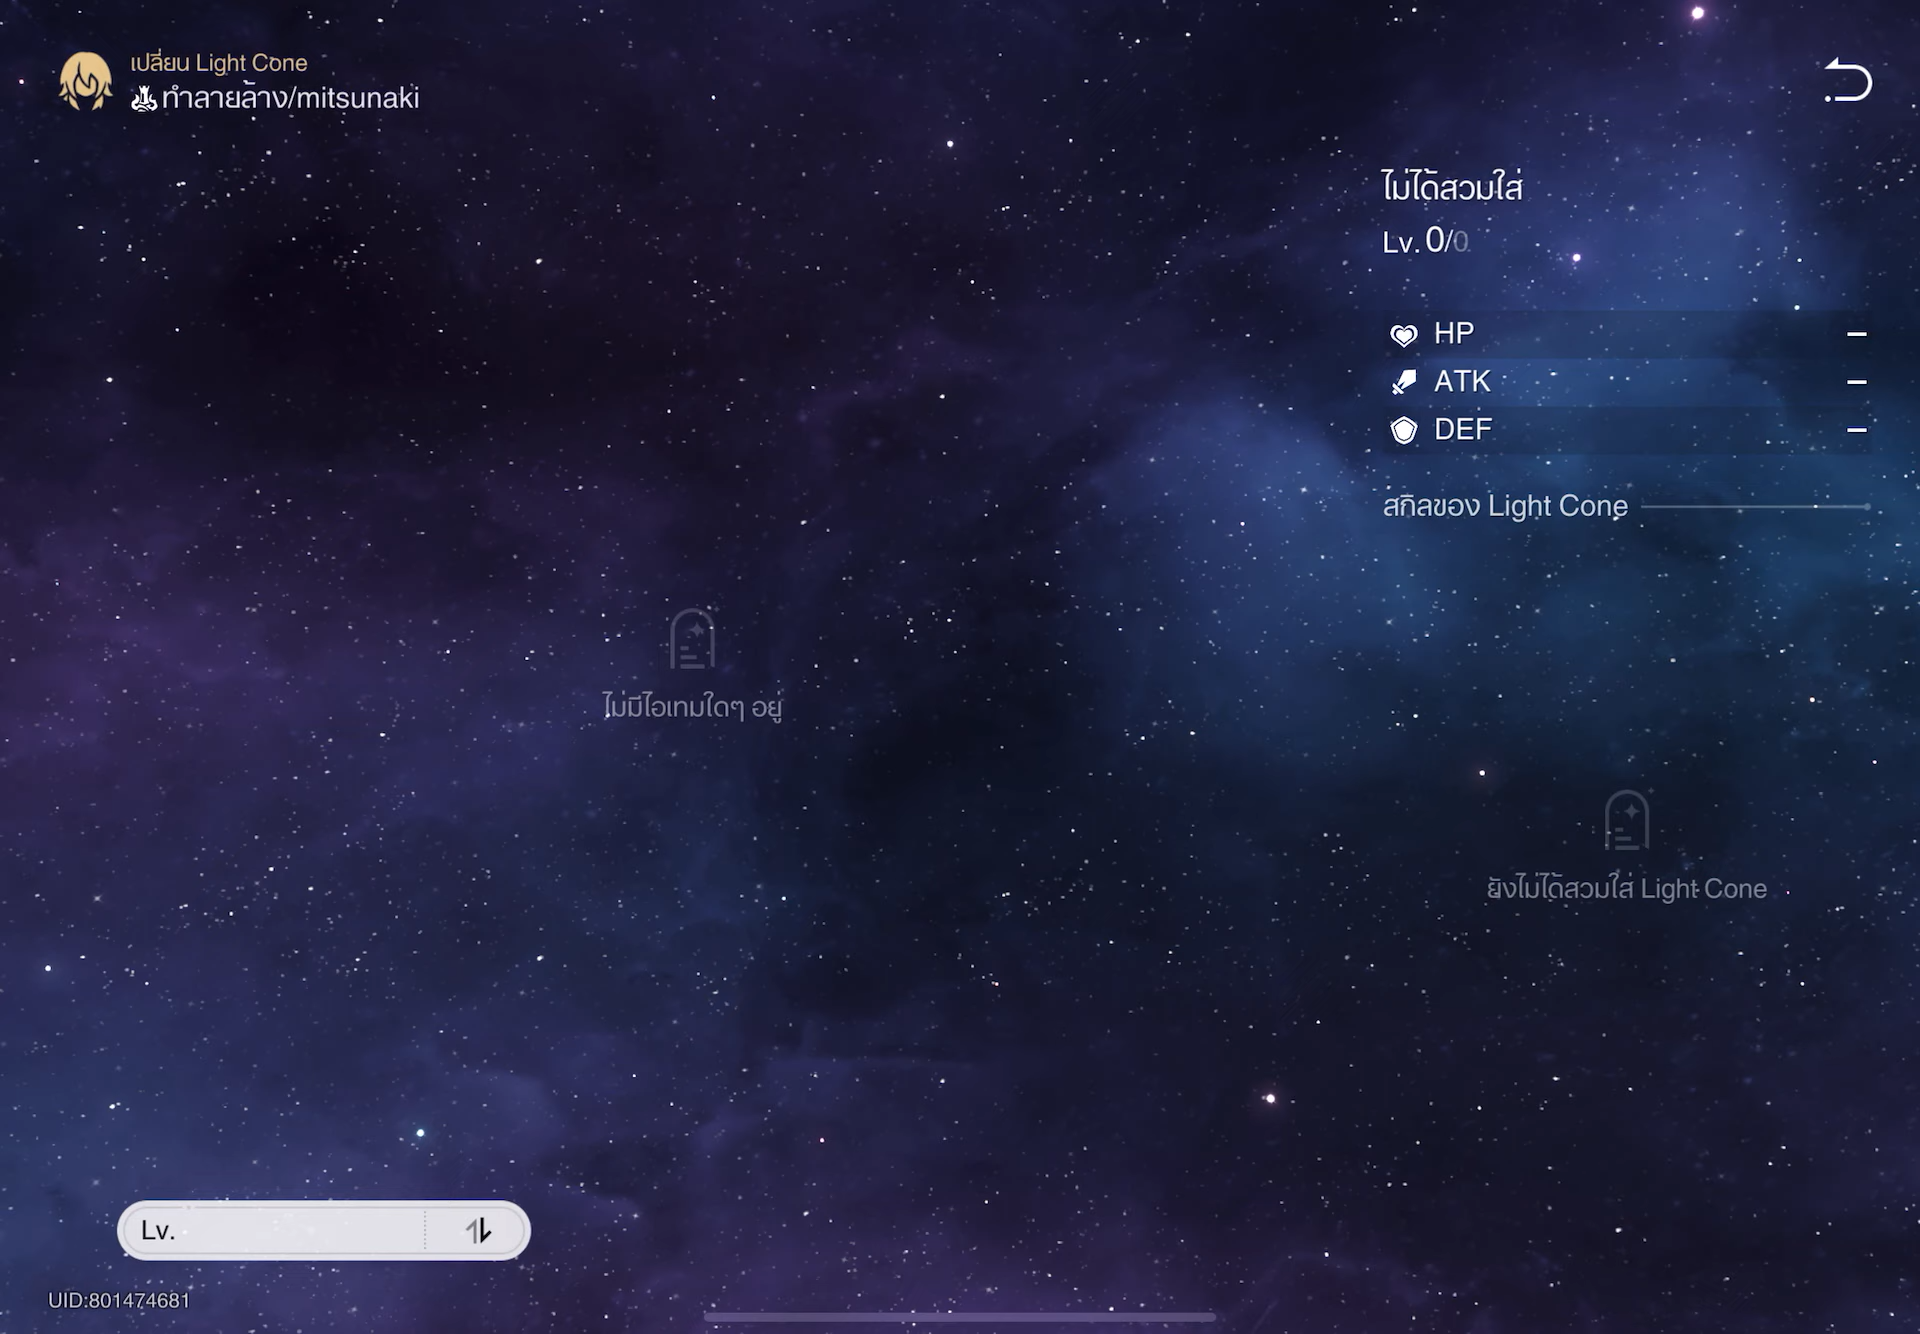 เปลี่ยน Light Cone
ทำลายล้าง/mitsunaki
ไม่ได้สวมใส่
Lv. 0/0
HP –
ATK –
DEF –
สกิลของ Light Cone
ไม่มีไอเทมใดๆ อยู่
ยังไม่ได้สวมใส่ Light Cone
Lv.
UID:801474681